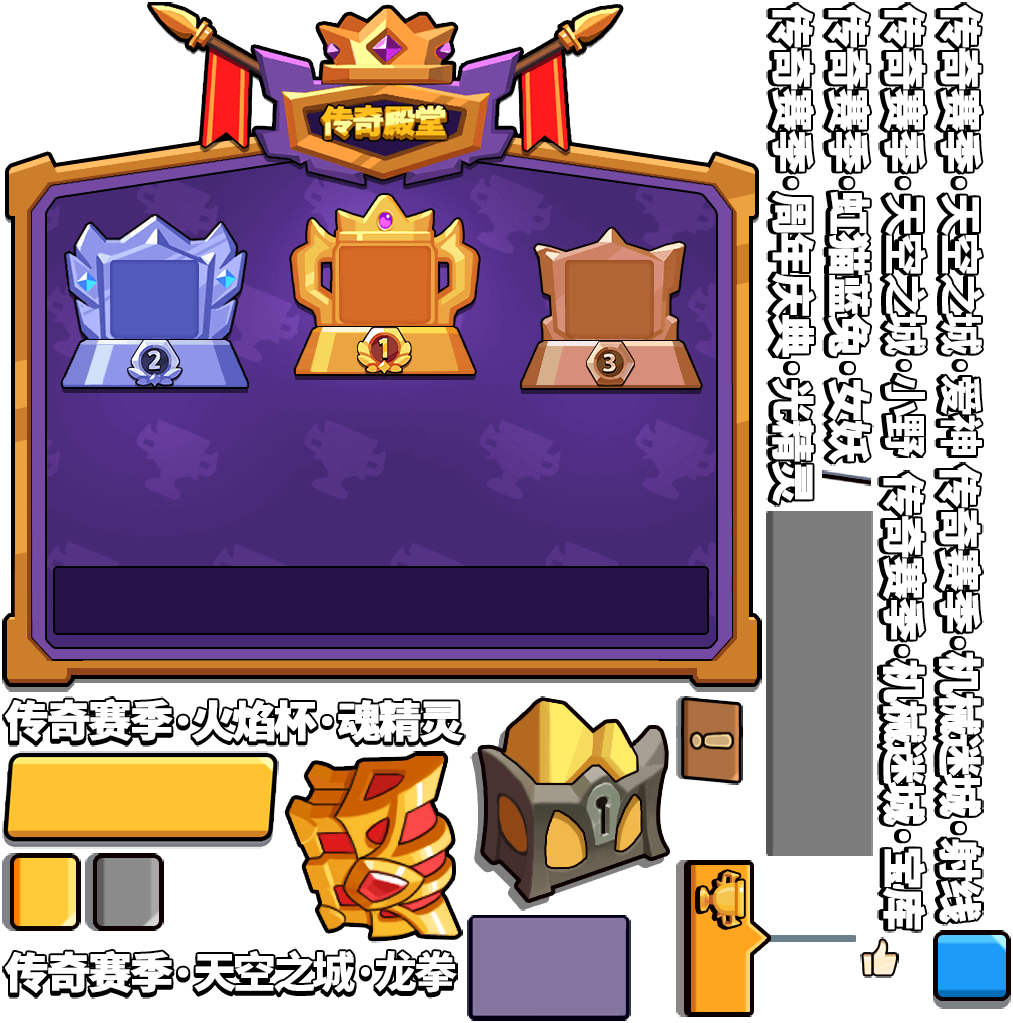 传奇殿堂
2
1
3
传奇赛季·火焰杯·魂精灵
传奇赛季·天空之城·龙拳
传奇赛季·周年庆典·光精灵
传奇赛季·虹猫蓝兔·女妖
传奇赛季·天空之城·小野
传奇赛季·天空之城·爱神
传奇赛季·机械迷城·宝库
传奇赛季·机械迷城·射线